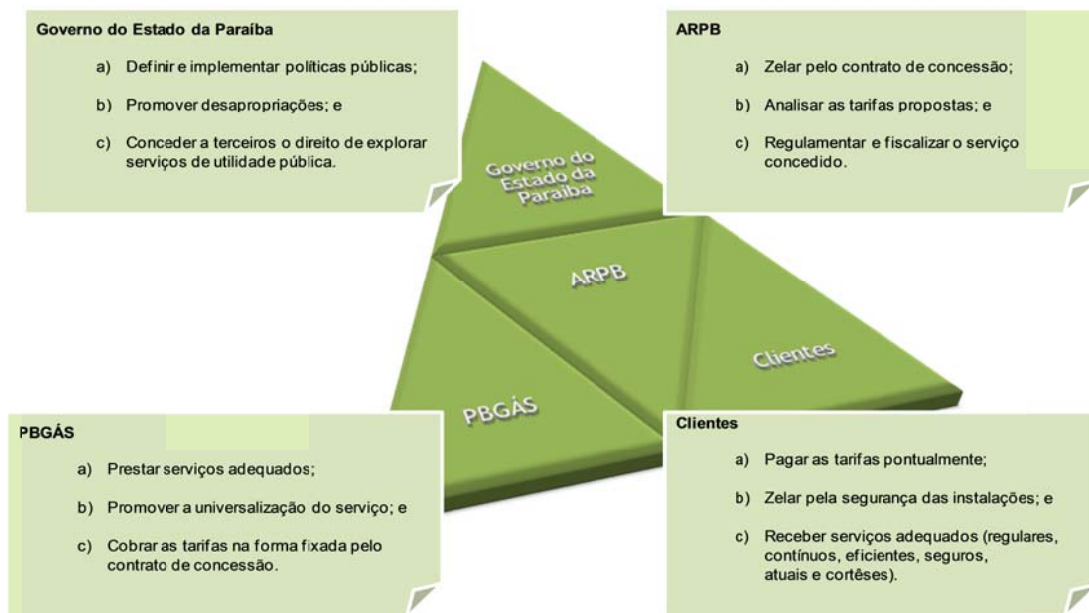 Governo do Estado da Paraíba
a) Definir e implementar políticas públicas;
b) Promover desapropriações; e
c) Conceder a terceiros o direito de explorar
serviços de utilidade pública.
ARPB
a) Zelar pelo contrato de concessão;
b) Analisar as tarifas propostas; e
c) Regulamentar e fiscalizar o serviço
concedido.
Governo do
Estado da
Paraíba
ARPB
Clientes
PBGÁS
PBGÁS
a) Prestar serviços adequados;
b) Promover a universalização do serviço; e
c) Cobrar as tarifas na forma fixada pelo
contrato de concessão.
Clientes
a) Pagar as tarifas pontualmente;
b) Zelar pela segurança das instalações; e
c) Receber serviços adequados (regulares,
contínuos, eficientes, seguros,
atuais e cortêses).